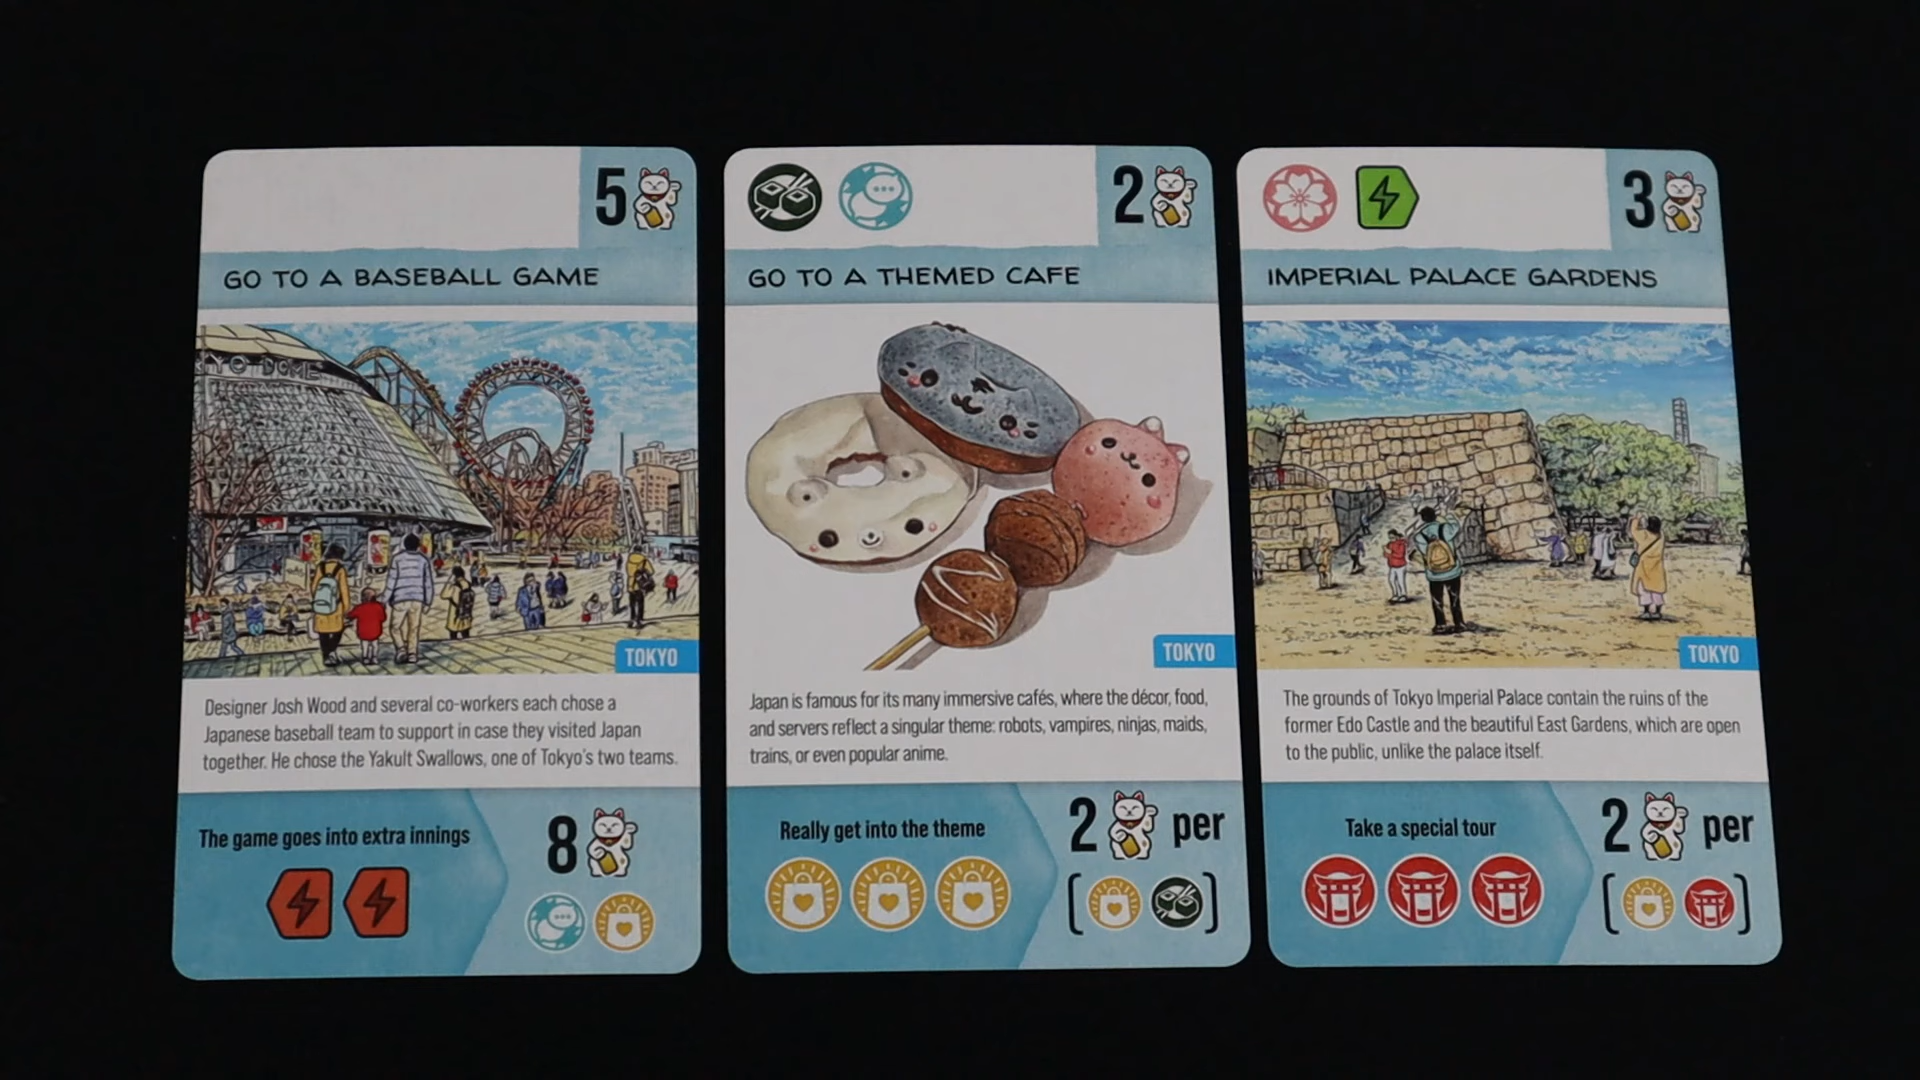 5
GO TO A BASEBALL GAME
KYO DOME
TOKYO
Designer Josh Wood and several co-workers each chose a
Japanese baseball team to support in case they visited Japan
together. He chose the Yakult Swallows, one of Tokyo's two teams.
The game goes into extra innings
8
2
GO TO A THEMED CAFE
TOKYO
Japan is famous for its many immersive cafés, where the décor, food,
and servers reflect a singular theme: robots, vampires, ninjas, maids,
trains, or even popular anime.
Really get into the theme
2 per
[ ]
3
IMPERIAL PALACE GARDENS
TOKYO
The grounds of Tokyo Imperial Palace contain the ruins of the
former Edo Castle and the beautiful East Gardens, which are open
to the public, unlike the palace itself.
Take a special tour
2 per
[ ]